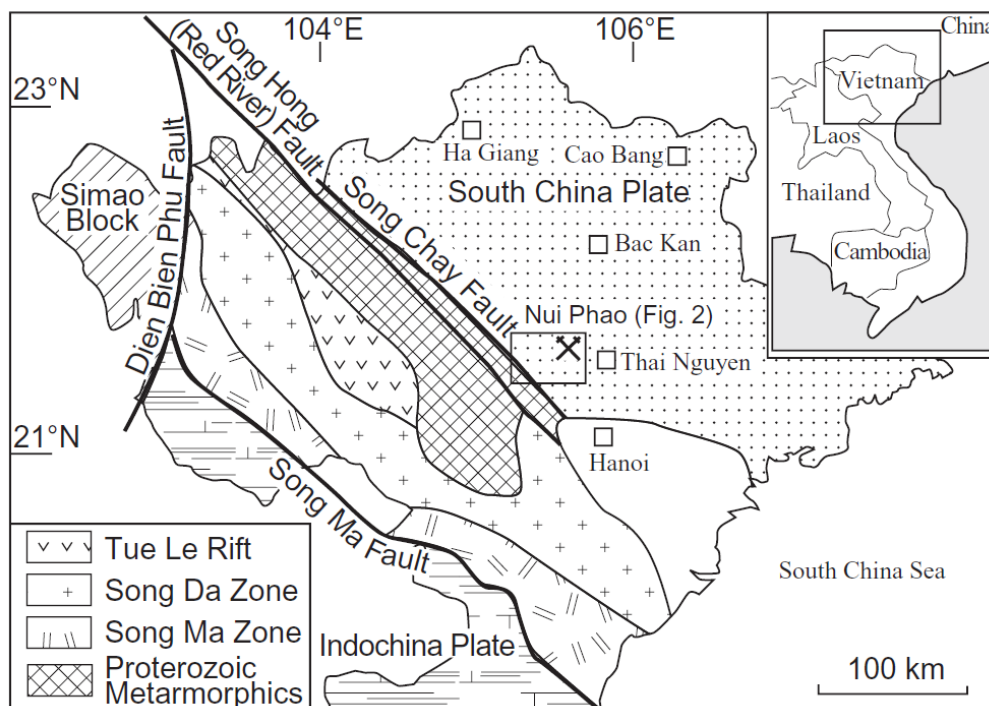 104°E
106°E
23°N
21°N
Song Hong
(Red River) Fault
Song Chay Fault
Dien Bien Phu Fault
Simao
Block
Ha Giang
Cao Bang
South China Plate
Bac Kan
Nui Phao (Fig. 2)
Thai Nguyen
Hanoi
Song Ma Fault
Indochina Plate
South China Sea
100 km
China
Vietnam
Laos
Thailand
Cambodia
Tue Le Rift
Song Da Zone
Song Ma Zone
Proterozoic
Metarmorphics